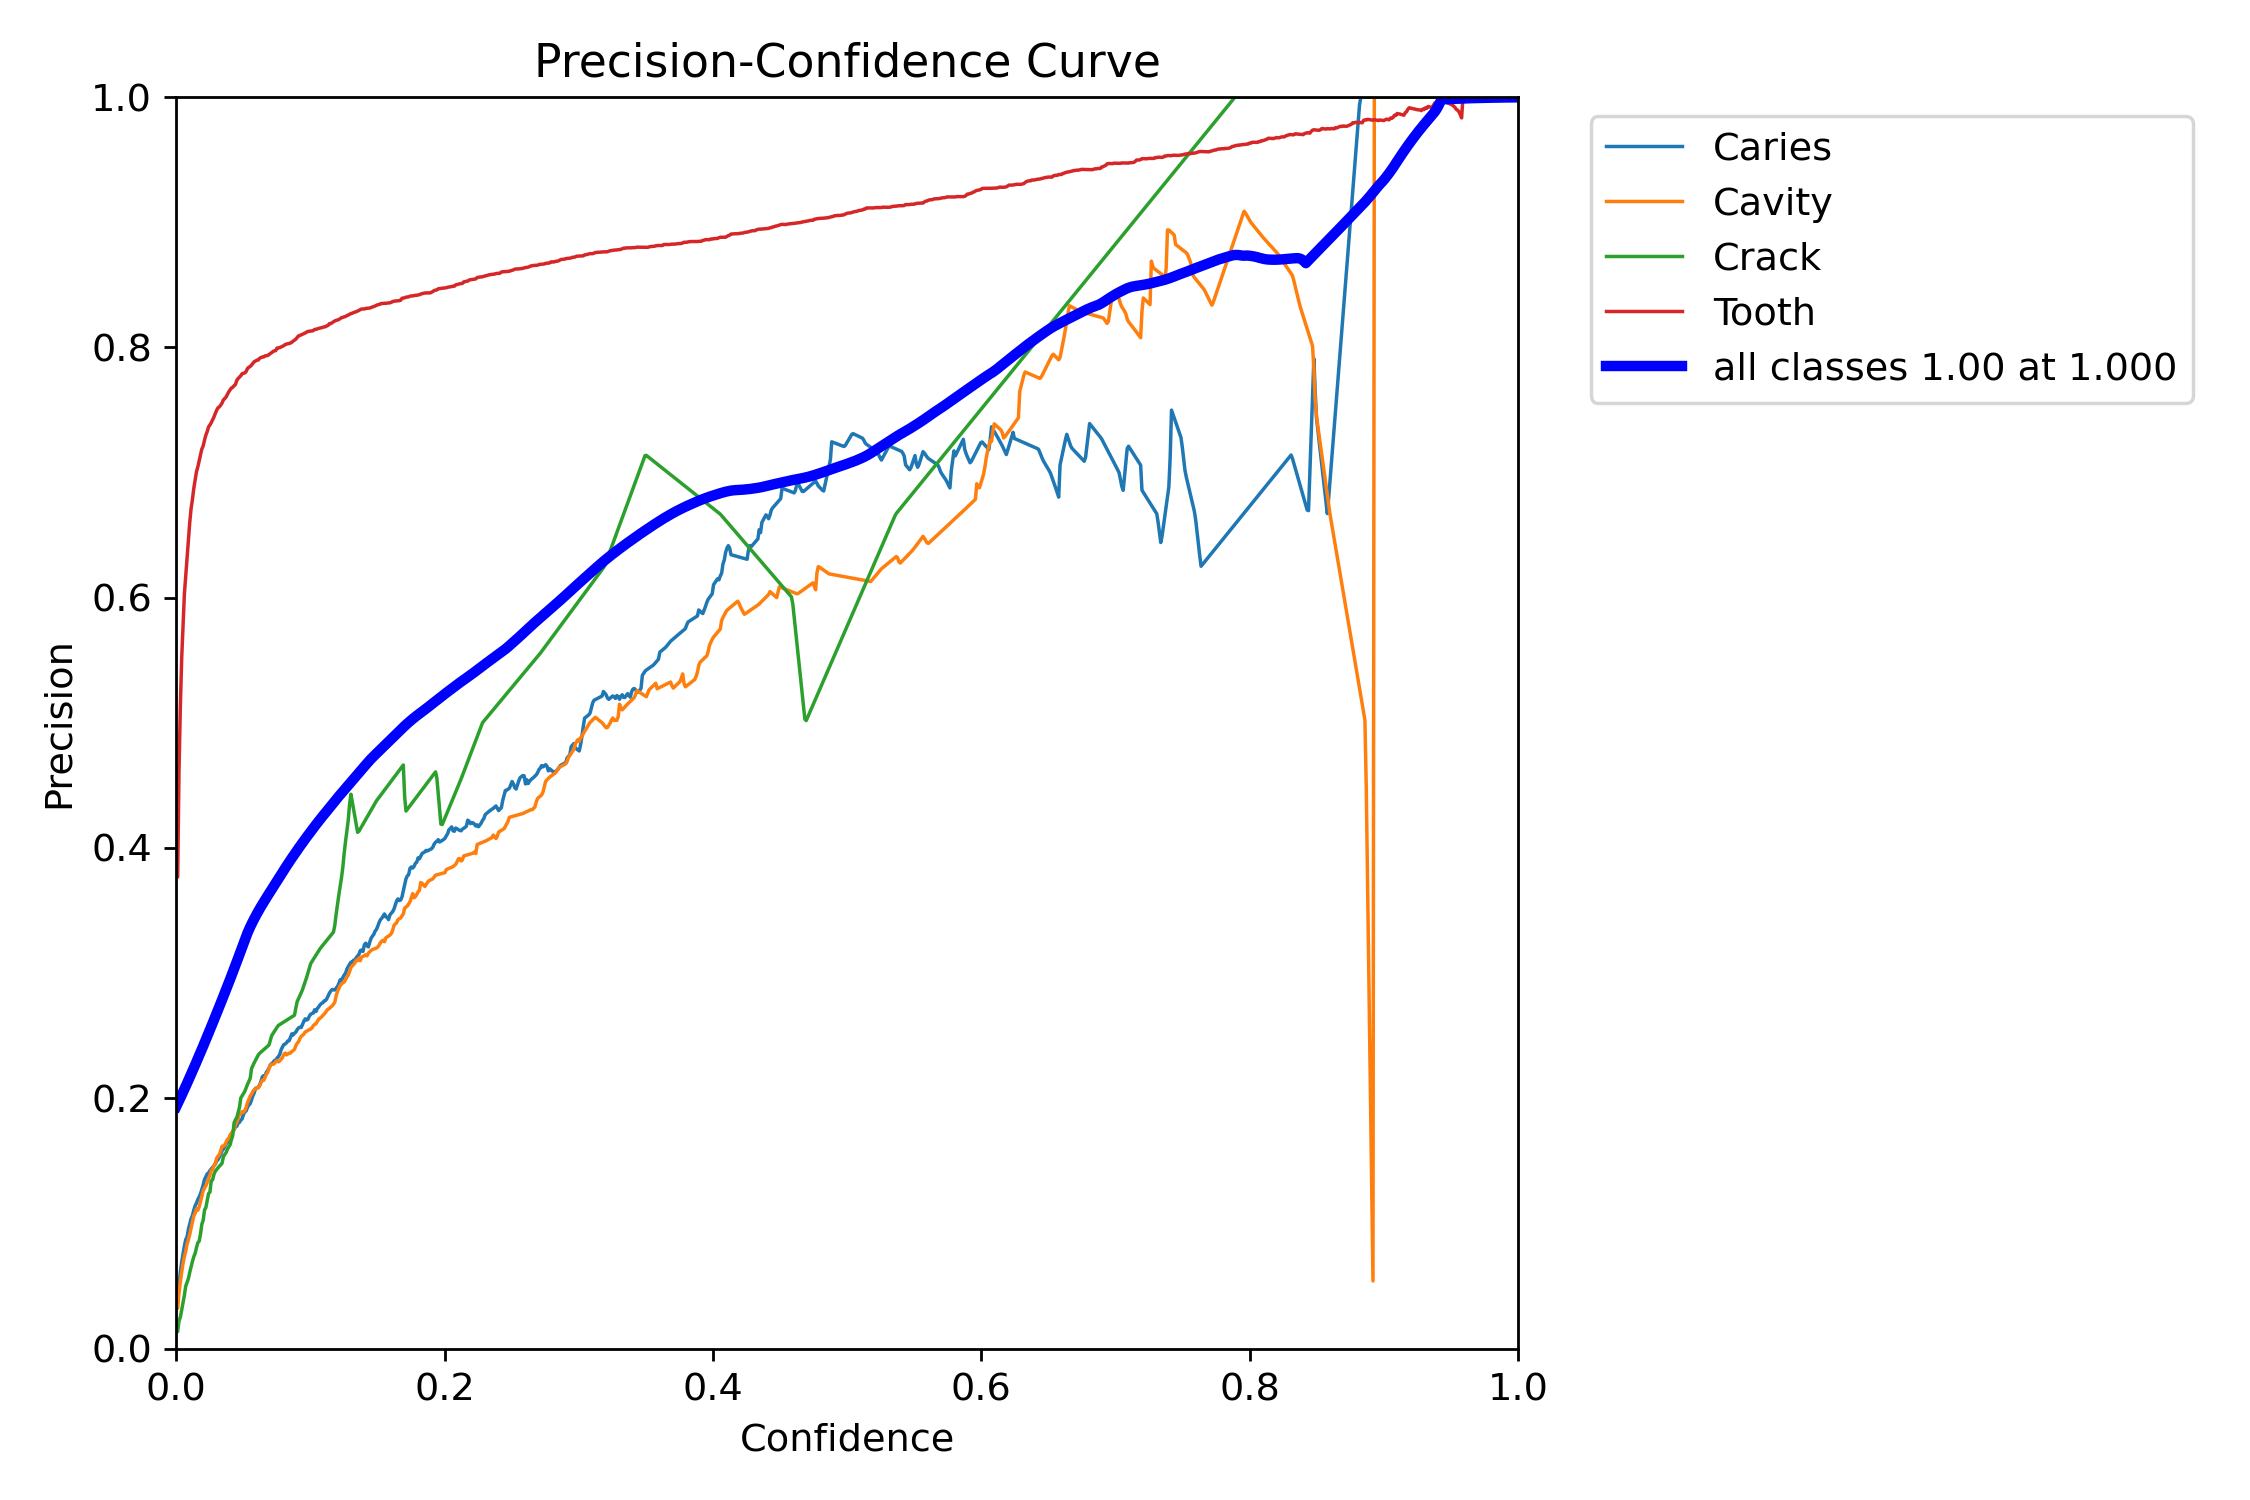 Precision-Confidence Curve
1.0
0.8
0.6
0.4
0.2
0.0
Precision
0.0 0.2 0.4 0.6 0.8 1.0
Confidence
Caries
Cavity
Crack
Tooth
all classes 1.00 at 1.000